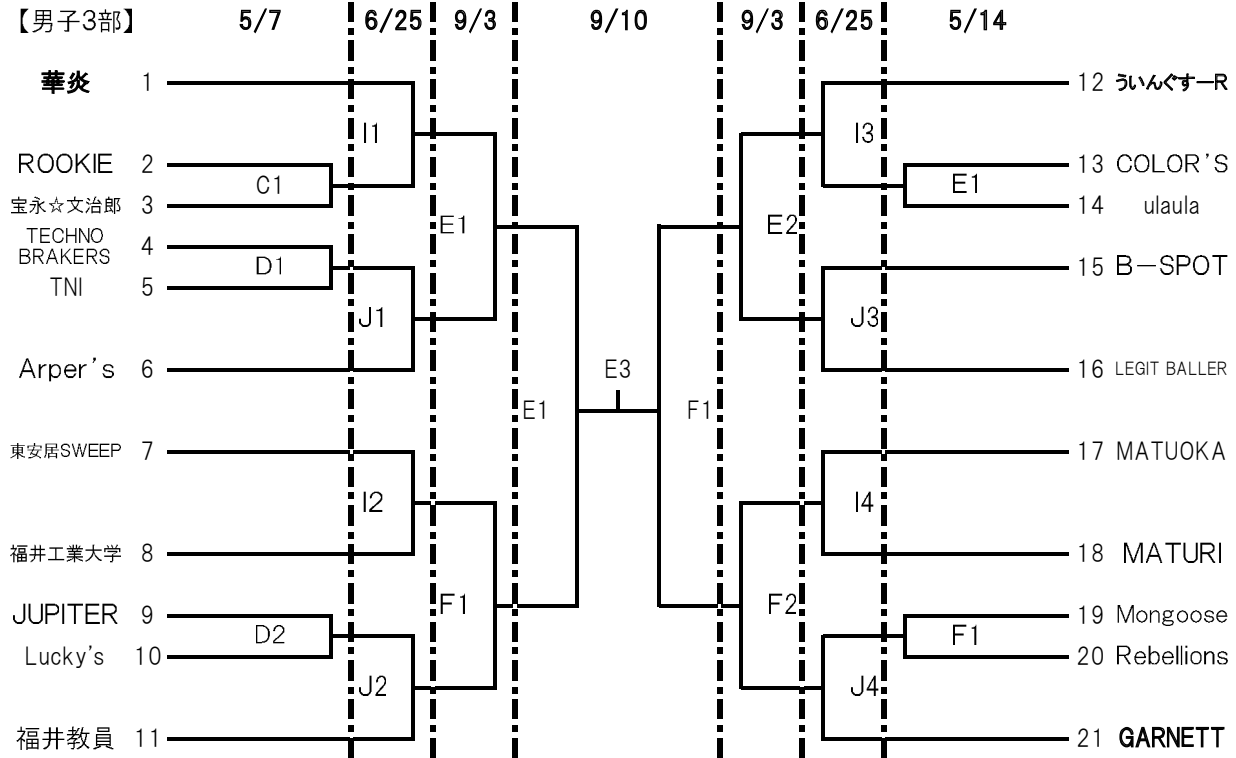 【男子3部】 5/7 6/25 9/3 9/10 9/3 6/25 5/14
華炎 1
I1
ROOKIE 2
C1
宝永☆文治郎 3
E1
TECHNO
BRAKERS 4
D1
TNI 5
J1
Arper's 6
E1
東安居SWEEP 7
I2
福井工業大学 8
F1
JUPITER 9
D2
Lucky's 10
J2
福井教員 11
E3
12 ういんぐすーR
I3
13 COLOR'S
E1
14 ulaula
E2
15 B－SPOT
J3
16 LEGIT BALLER
F1
17 MATUOKA
I4
18 MATURI
F2
19 Mongoose
F1
20 Rebellions
J4
21 GARNETT